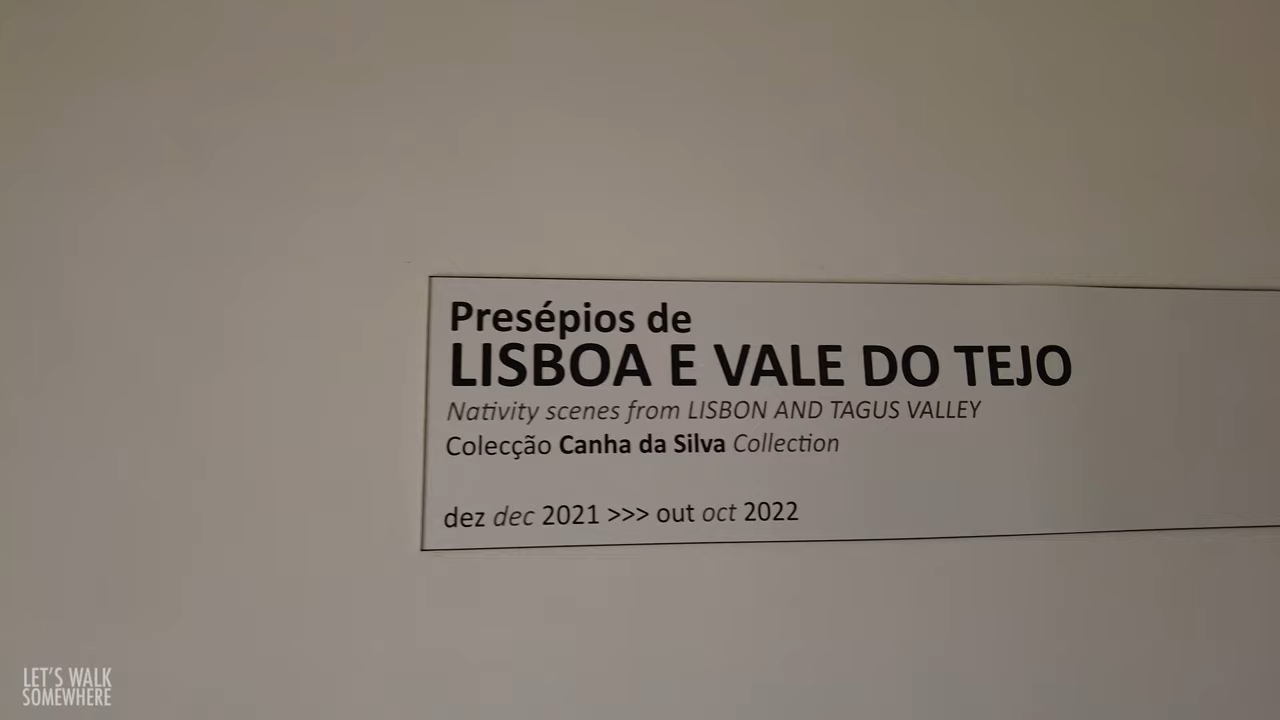 Presépios de
LISBOA E VALE DO TEJO
Nativity scenes from LISBON AND TAGUS VALLEY
Colecção Canha da Silva Collection
dez dec 2021 >>> out oct 2022
LET'S WALK
SOMEWHERE